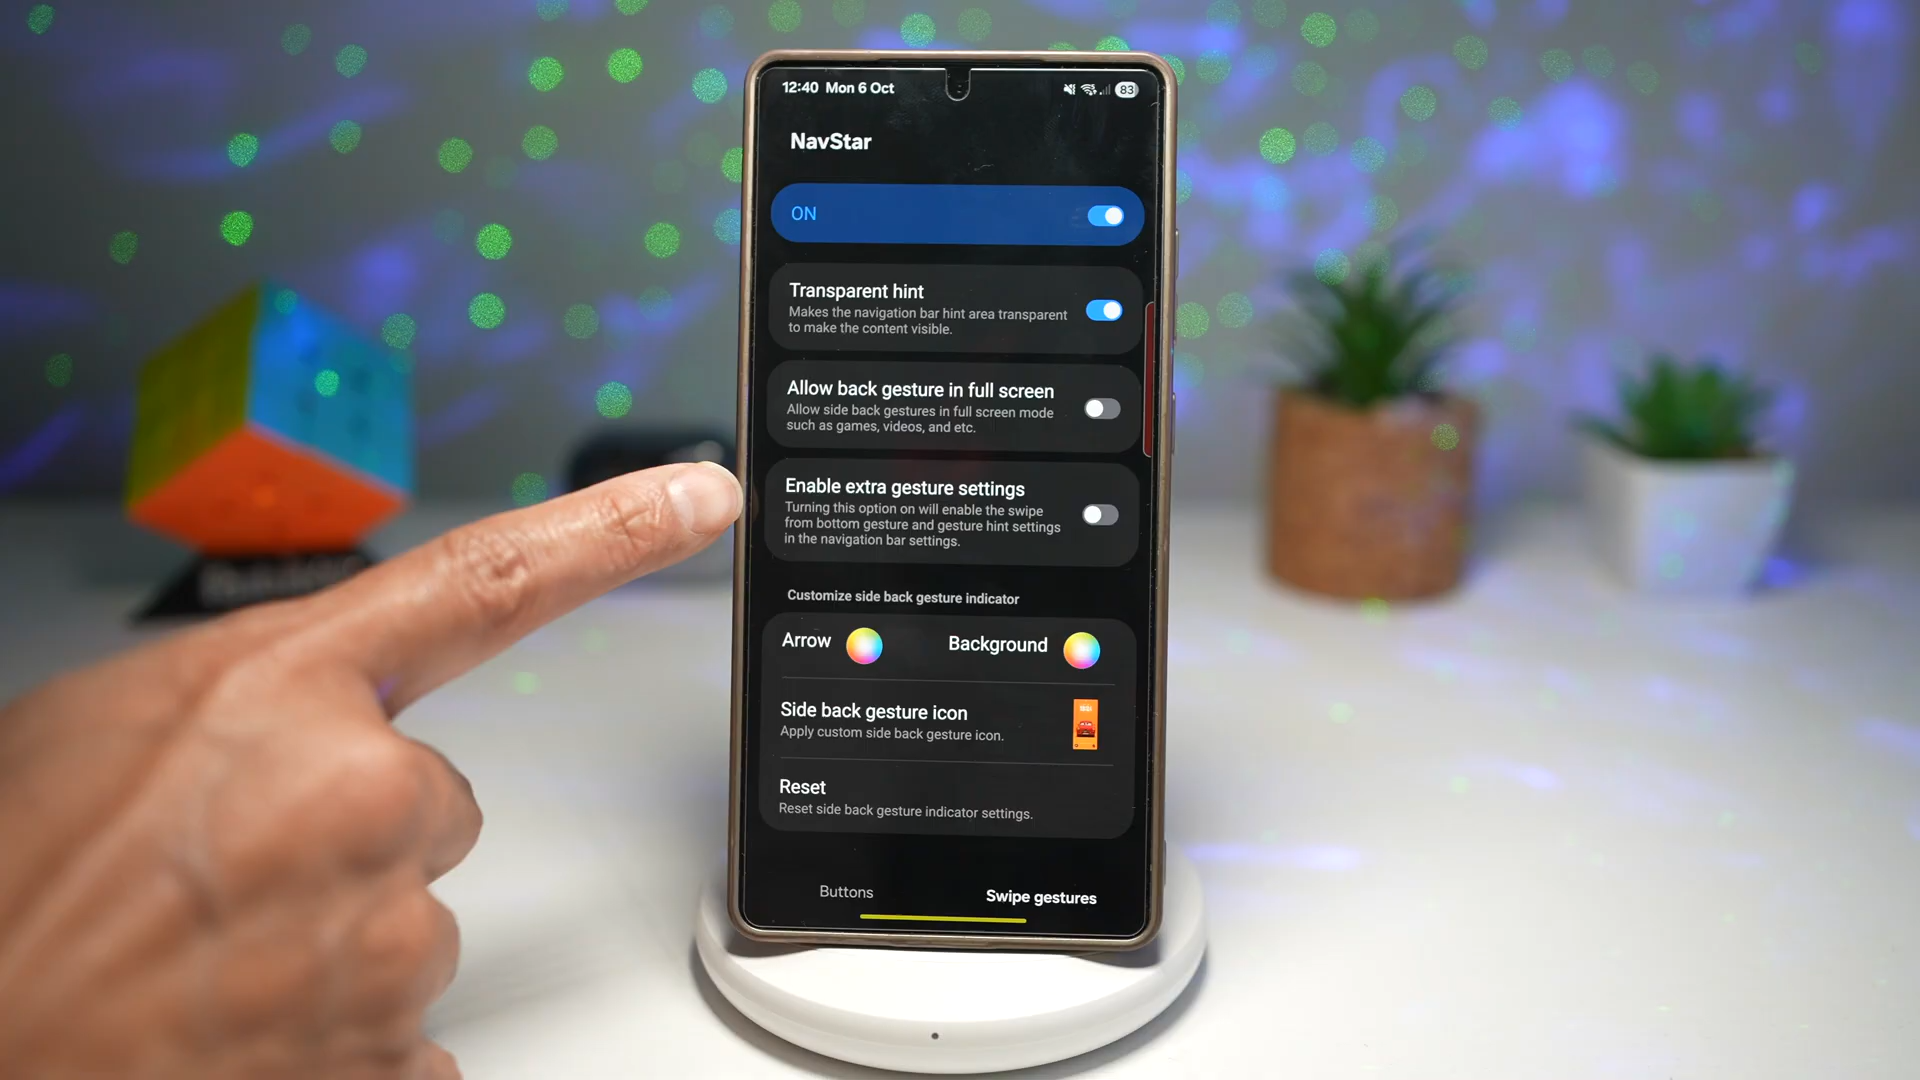 12:40 Mon 6 Oct
83
NavStar
ON
Transparent hint
Makes the navigation bar hint area transparent
to make the content visible.
Allow back gesture in full screen
Allow side back gestures in full screen mode
such as games, videos, and etc.
Enable extra gesture settings
Turning this option on will enable the swipe
from bottom gesture and gesture hint settings
in the navigation bar settings.
Customize side back gesture indicator
Arrow Background
Side back gesture icon
Apply custom side back gesture icon.
Reset
Reset side back gesture indicator settings.
Buttons Swipe gestures